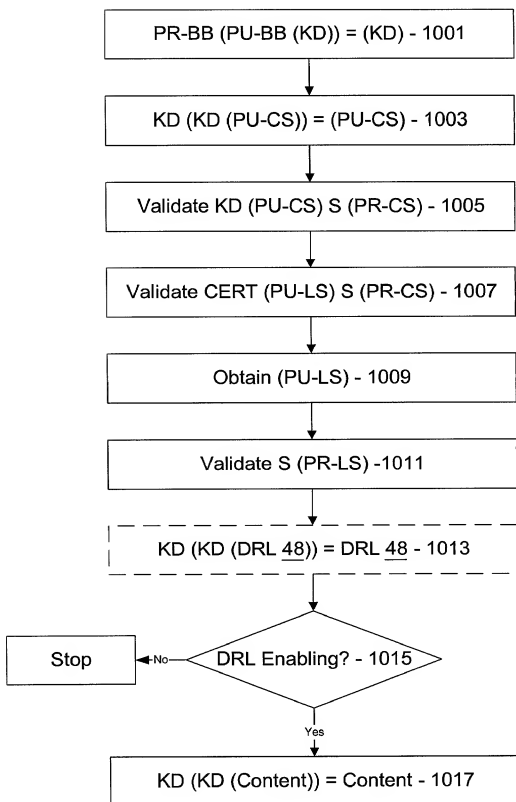 PR-BB (PU-BB (KD)) = (KD) - 1001
KD (KD (PU-CS)) = (PU-CS) - 1003
Validate KD (PU-CS) S (PR-CS) - 1005
Validate CERT (PU-LS) S (PR-CS) - 1007
Obtain (PU-LS) - 1009
Validate S (PR-LS) -1011
KD (KD (DRL 48)) = DRL 48 - 1013
DRL Enabling? - 1015
No
Stop
Yes
KD (KD (Content)) = Content - 1017